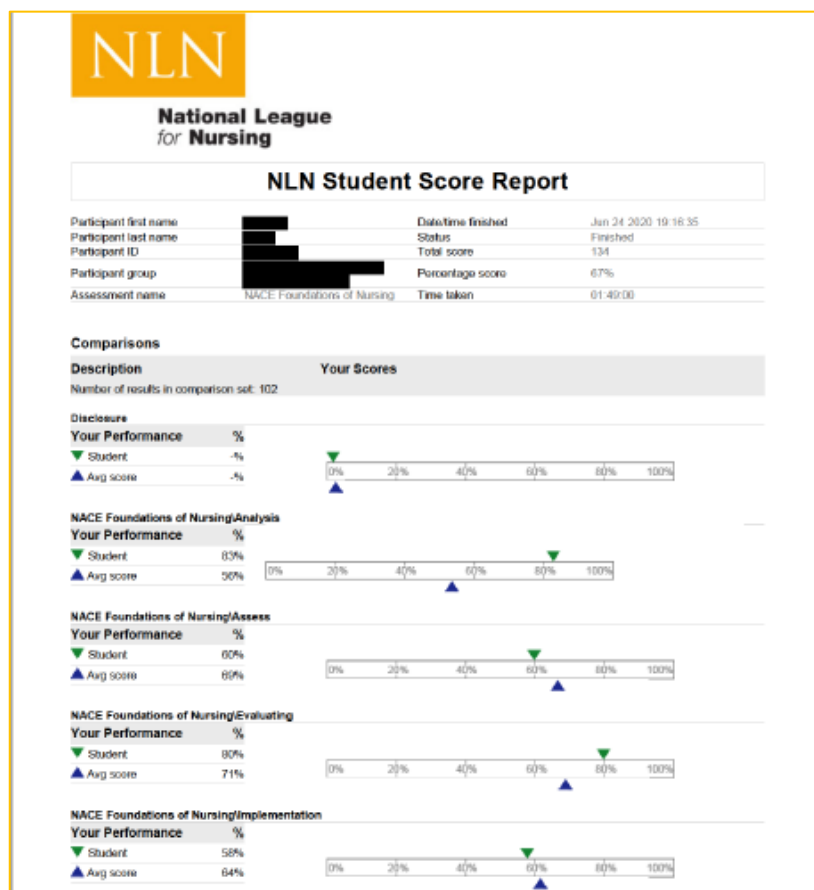 NLN
National League
for Nursing
NLN Student Score Report
Participant first name Date/time finished Jun 24 2020 19:16:35
Participant last name Status Finished
Participant ID Total score 134
Participant group Percentage score 67%
Assessment name NACE Foundations of Nursing Time taken 01:49:00
Comparisons
Description Your Scores
Number of results in comparison set: 102
Disclosure
Your Performance %
Student -%
Avg score -%
0% 20% 40% 60% 80% 100%
NACE Foundations of Nursing\Analysis
Your Performance %
Student 83%
Avg score 56%
0% 20% 40% 60% 80% 100%
NACE Foundations of Nursing\Assess
Your Performance %
Student 60%
Avg score 69%
0% 20% 40% 60% 80% 100%
NACE Foundations of Nursing\Evaluating
Your Performance %
Student 80%
Avg score 71%
0% 20% 40% 60% 80% 100%
NACE Foundations of Nursing\Implementation
Your Performance %
Student 58%
Avg score 64%
0% 20% 40% 60% 80% 100%